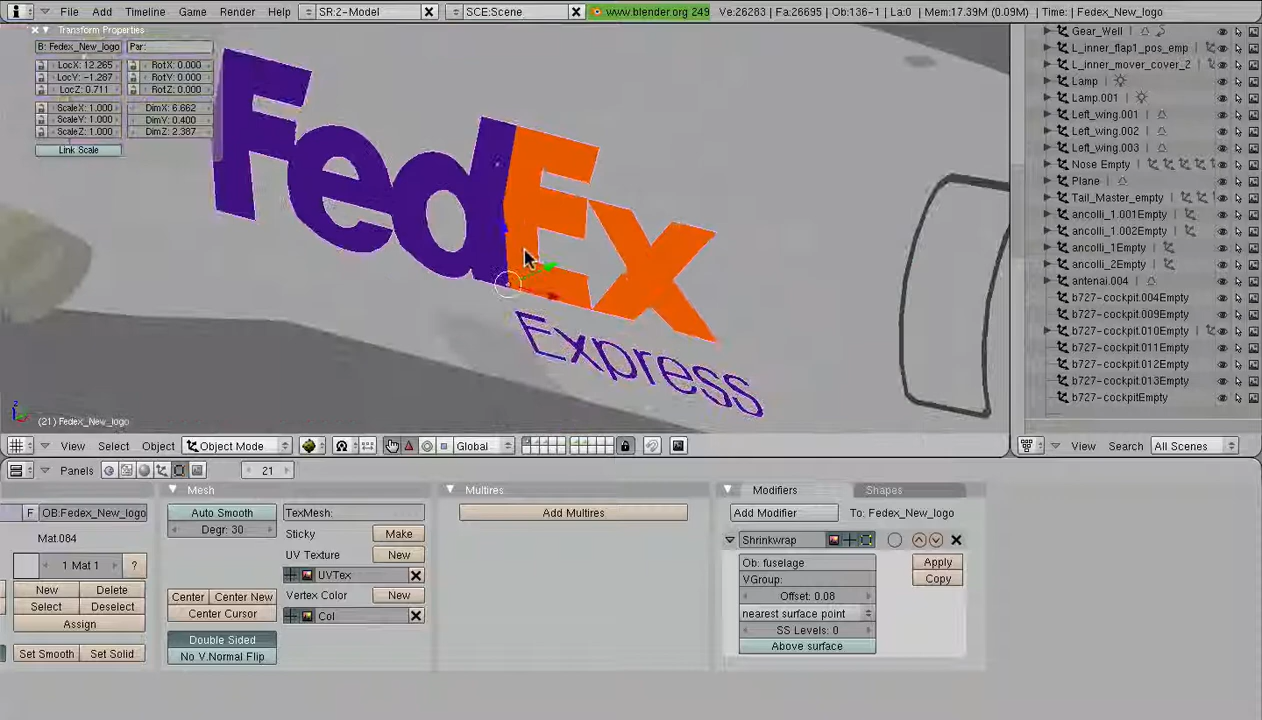 File Add Timeline Game Render Help SR:2-Model SCE:Scene www.blender.org 249 Ve:26283 Fa:26695 Ob:136-1 La:0 Mem:17.39M (0.09M) Time: | Fedex_New_logo
Transform Properties
B: Fedex_New_logo Par:
LocX: 12.265 RotX: 0.000
LocY: -1.287 RotY: 0.000
LocZ: 0.711 RotZ: 0.000
ScaleX: 1.000 DimX: 6.662
ScaleY: 1.000 DimY: 0.400
ScaleZ: 1.000 DimZ: 2.387
Link Scale
FedEx
Express
z
(21) Fedex_New_logo
Gear_Well
L_inner_flap1_pos_emp
L_inner_mover_cover_2
Lamp
Lamp.001
Left_wing.001
Left_wing.002
Left_wing.003
Nose Empty
Plane
Tail_Master_empty
ancolli_1.001Empty
ancolli_1.002Empty
ancolli_1Empty
ancolli_2Empty
antenai.004
b727-cockpit.004Empty
b727-cockpit.009Empty
b727-cockpit.010Empty
b727-cockpit.011Empty
b727-cockpit.012Empty
b727-cockpit.013Empty
b727-cockpitEmpty
View Select Object Object Mode Global
View Search All Scenes
Panels 21
F OB:Fedex_New_logo
Mat.084
1 Mat 1 ?
New Delete
Select Deselect
Assign
Set Smooth Set Solid
Mesh
Auto Smooth
Degr: 30
Center Center New
Center Cursor
Double Sided
No V.Normal Flip
TexMesh:
Sticky Make
UV Texture New
UVTex
Vertex Color New
Col
Multires
Add Multires
Modifiers Shapes
Add Modifier To: Fedex_New_logo
Shrinkwrap
Ob: fuselage Apply
VGroup: Copy
Offset: 0.08
nearest surface point
SS Levels: 0
Above surface